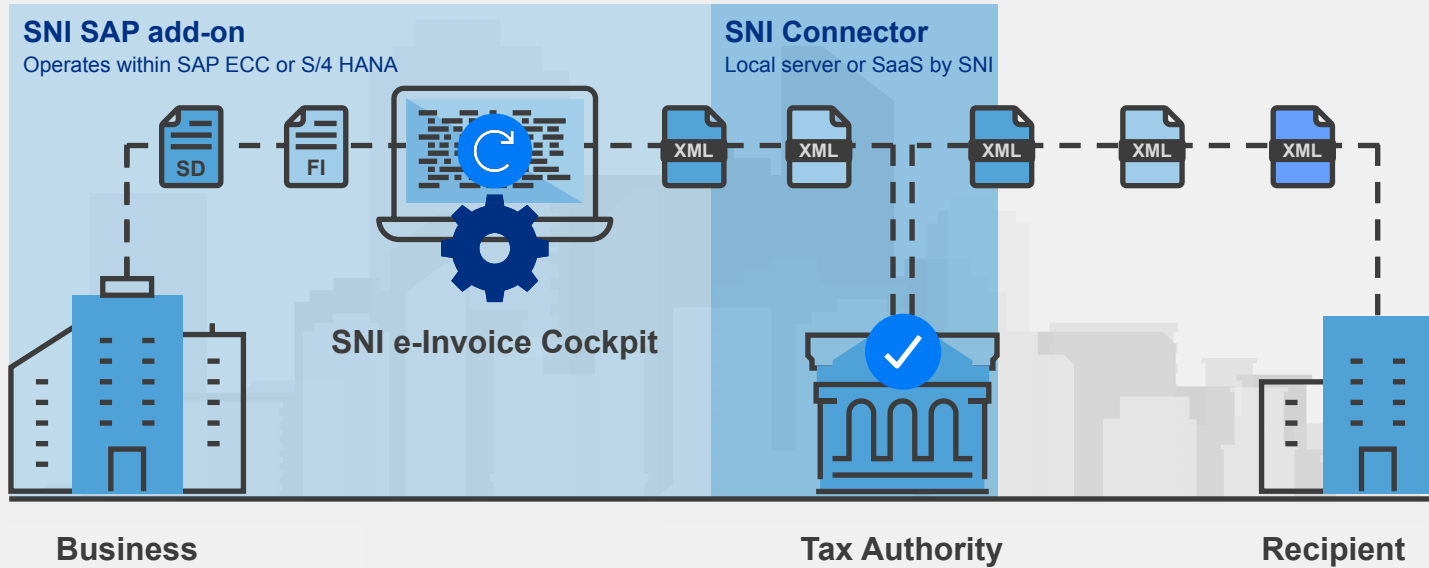 SNI SAP add-on
Operates within SAP ECC or S/4 HANA
SNI Connector
Local server or SaaS by SNI
SD
FI
XML
XML
XML
XML
XML
SNI e-Invoice Cockpit
Business
Tax Authority
Recipient